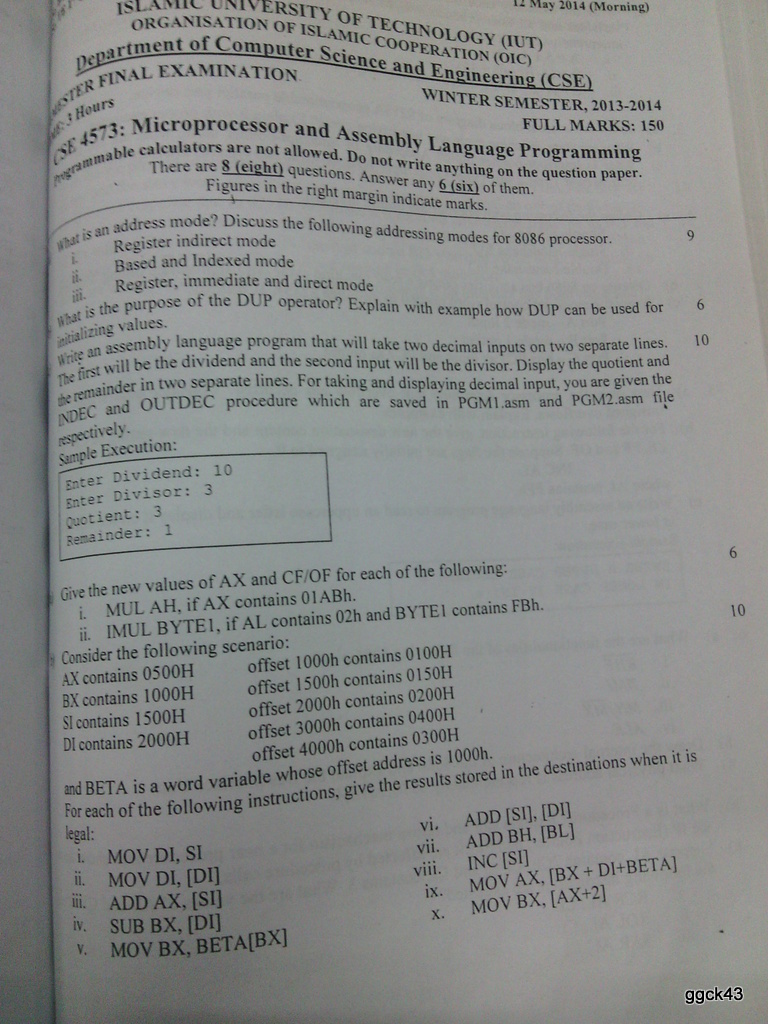 12 May 2014 (Morning)
ISLAMIC UNIVERSITY OF TECHNOLOGY (IUT)
ORGANISATION OF ISLAMIC COOPERATION (OIC)
Department of Computer Science and Engineering (CSE)
ESTER FINAL EXAMINATION
WINTER SEMESTER, 2013-2014
3 Hours
FULL MARKS: 150
CSE 4573: Microprocessor and Assembly Language Programming
Programmable calculators are not allowed. Do not write anything on the question paper.
There are 8 (eight) questions. Answer any 6 (six) of them.
Figures in the right margin indicate marks.
What is an address mode? Discuss the following addressing modes for 8086 processor. 9
i. Register indirect mode
ii. Based and Indexed mode
iii. Register, immediate and direct mode
What is the purpose of the DUP operator? Explain with example how DUP can be used for 6
initializing values.
Write an assembly language program that will take two decimal inputs on two separate lines. 10
The first will be the dividend and the second input will be the divisor. Display the quotient and
the remainder in two separate lines. For taking and displaying decimal input, you are given the
INDEC and OUTDEC procedure which are saved in PGM1.asm and PGM2.asm file
respectively.
Sample Execution:
Enter Dividend: 10
Enter Divisor: 3
Quotient: 3
Remainder: 1
Give the new values of AX and CF/OF for each of the following: 6
i. MUL AH, if AX contains 01ABh.
ii. IMUL BYTE1, if AL contains 02h and BYTE1 contains FBh.
Consider the following scenario: 10
AX contains 0500H offset 1000h contains 0100H
BX contains 1000H offset 1500h contains 0150H
SI contains 1500H offset 2000h contains 0200H
DI contains 2000H offset 3000h contains 0400H
offset 4000h contains 0300H
and BETA is a word variable whose offset address is 1000h.
For each of the following instructions, give the results stored in the destinations when it is
legal:
i. MOV DI, SI
ii. MOV DI, [DI]
iii. ADD AX, [SI]
iv. SUB BX, [DI]
v. MOV BX, BETA[BX]
vi. ADD [SI], [DI]
vii. ADD BH, [BL]
viii. INC [SI]
ix. MOV AX, [BX + DI+BETA]
x. MOV BX, [AX+2]
ggck43